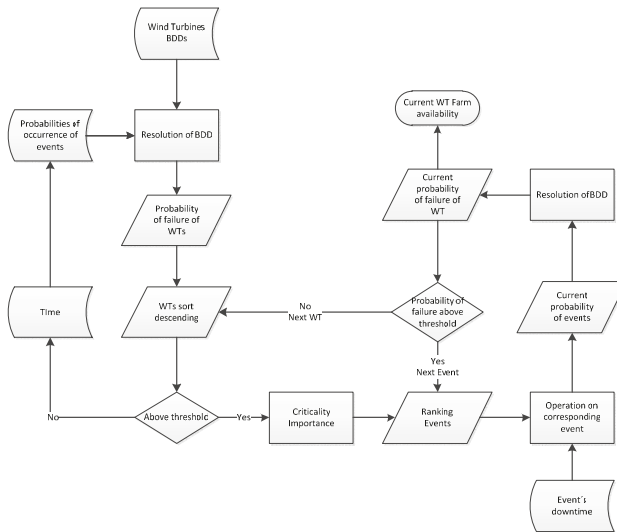 Wind Turbines
BDDs
Current WT Farm
availability
Probabilities of
occurrence of
events
Resolution of BDD
Current
probability
of failure of
WT
Resolution of BDD
Probability
of failure of
WTs
TIme
WTs sort
descending
No
Next WT
Probability of
failure above
threshold
Current
probability
of events
Yes
Next Event
No
Above threshold
Yes
Criticality
Importance
Ranking
Events
Operation on
corresponding
event
Event´s
downtime